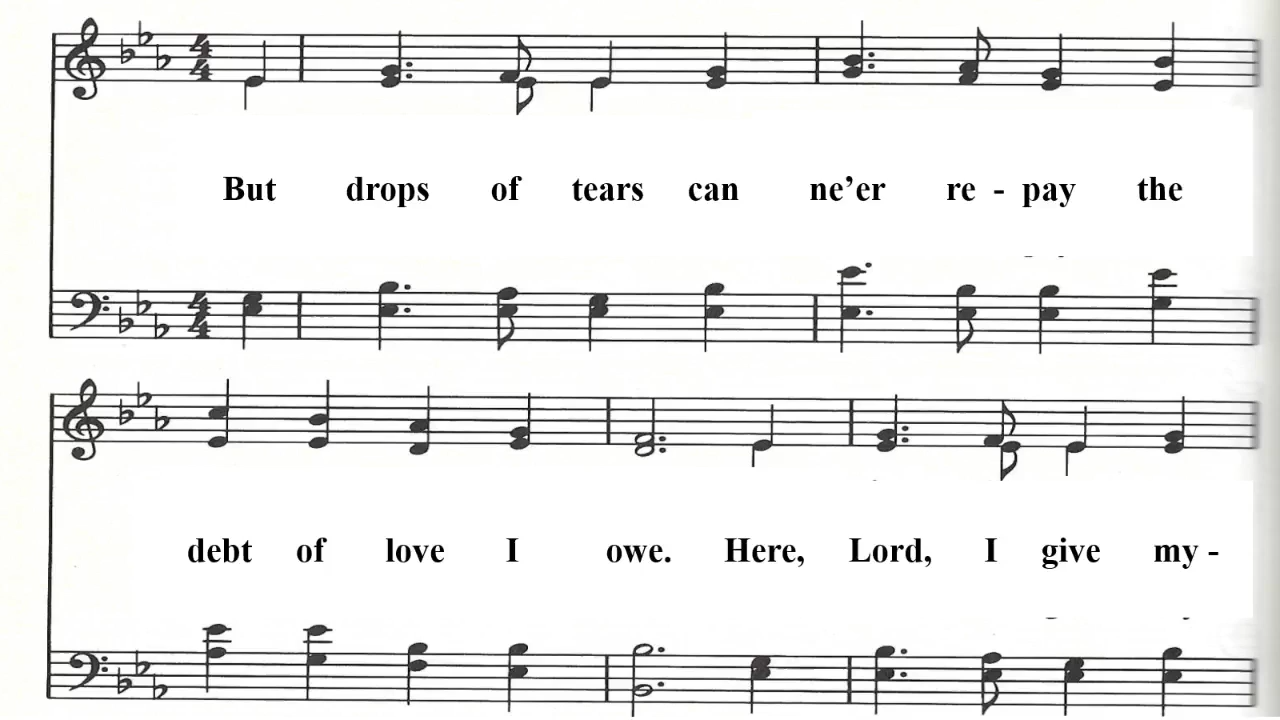 But drops of tears can ne’er re - pay the
debt of love I owe. Here, Lord, I give my -